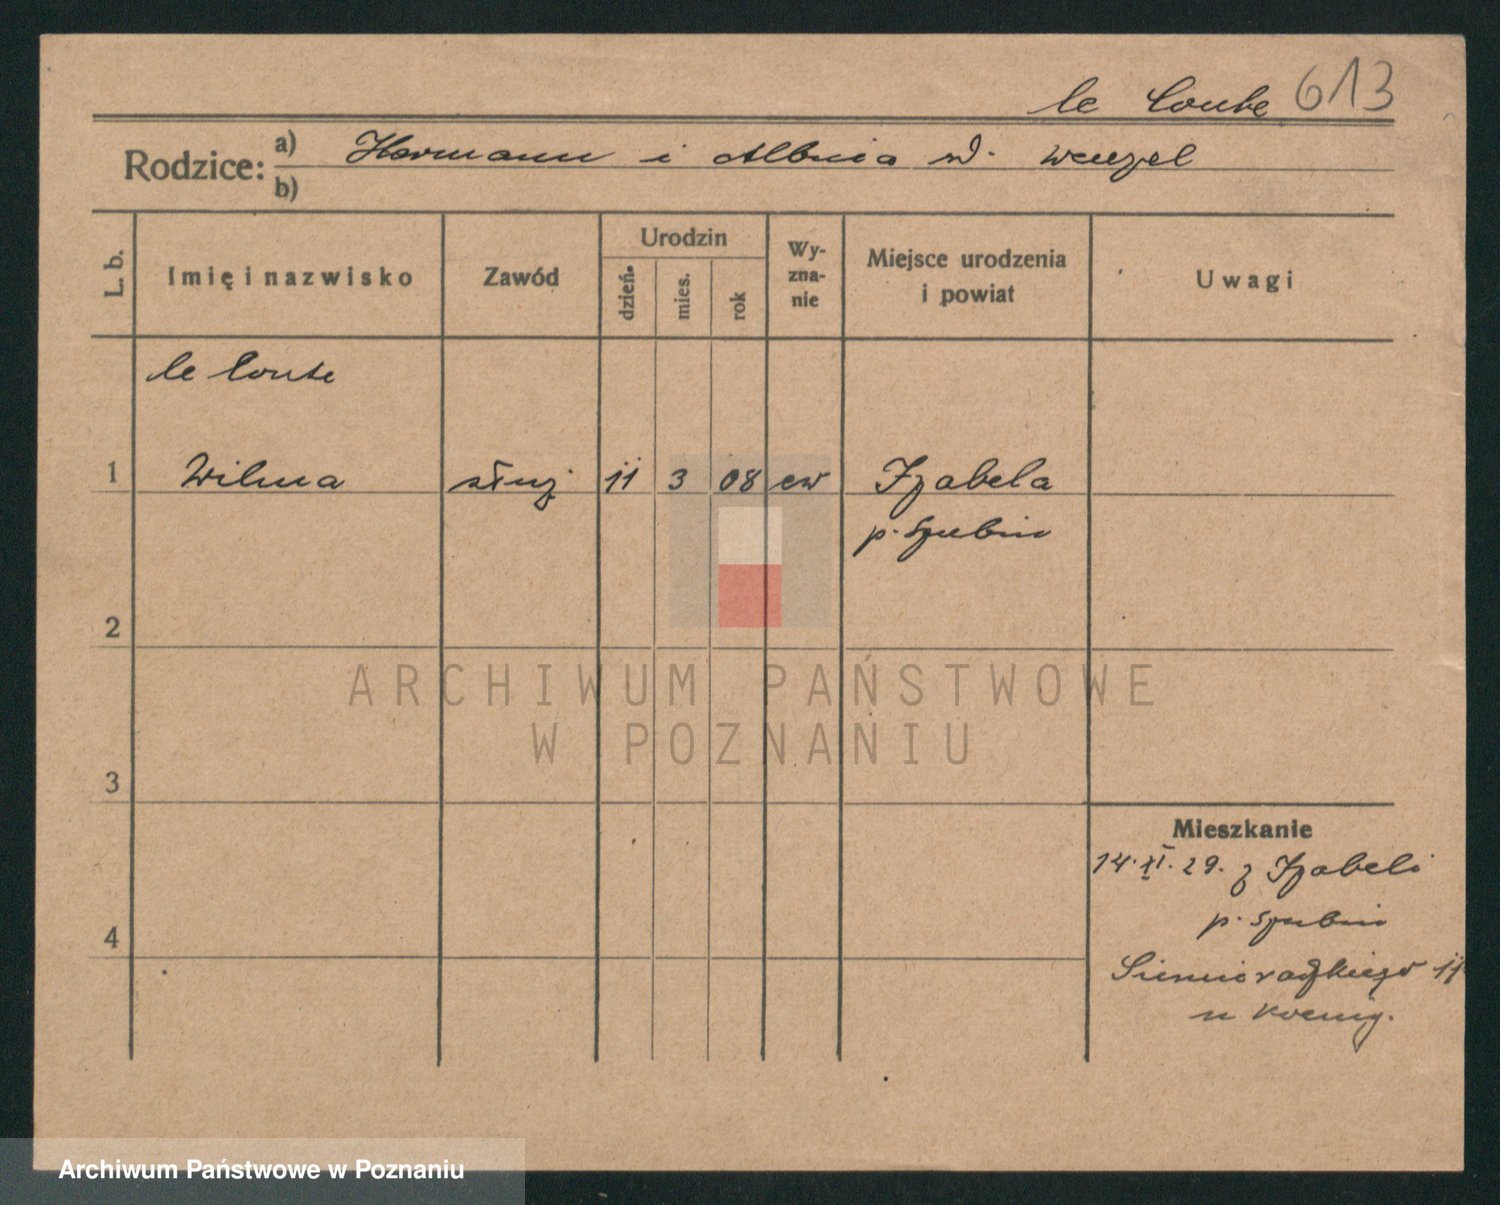 le Coute 613
Rodzice: a) Hermann i Albina d. Wenzel
b)
L. b.
Imię i nazwisko
Zawód
Urodzin
dzień
mies.
rok
Wy-
zna-
nie
Miejsce urodzenia
i powiat
Uwagi
le Coute
1 Wilma służ 11 3 08 ew Izabela
p. Szubin
2
3
4
Mieszkanie
14.XI.29. z Izabeli
p. Szubin
Siemiradzkiego 11
u Koenig.
ARCHIWUM PAŃSTWOWE
W POZNANIU
Archiwum Państwowe w Poznaniu